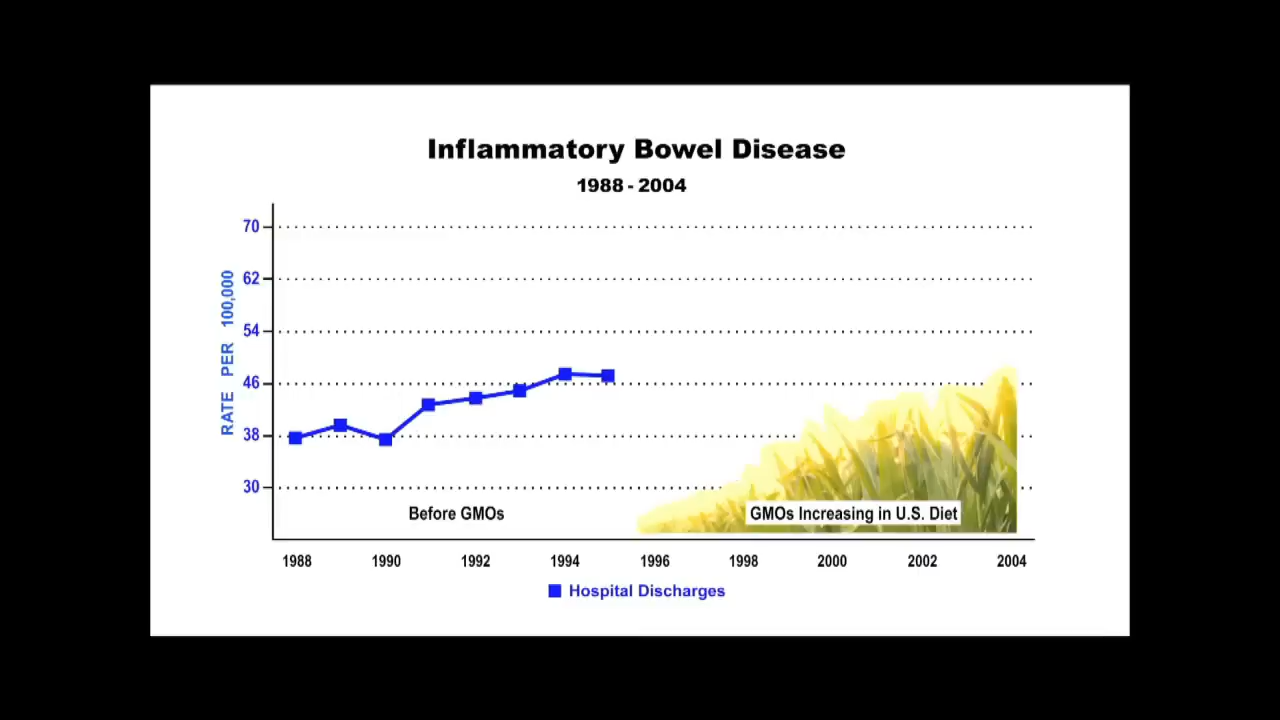 Inflammatory Bowel Disease
1988 - 2004
RATE PER 100,000
70
62
54
46
38
30
Before GMOs
GMOs Increasing in U.S. Diet
1988 1990 1992 1994 1996 1998 2000 2002 2004
Hospital Discharges